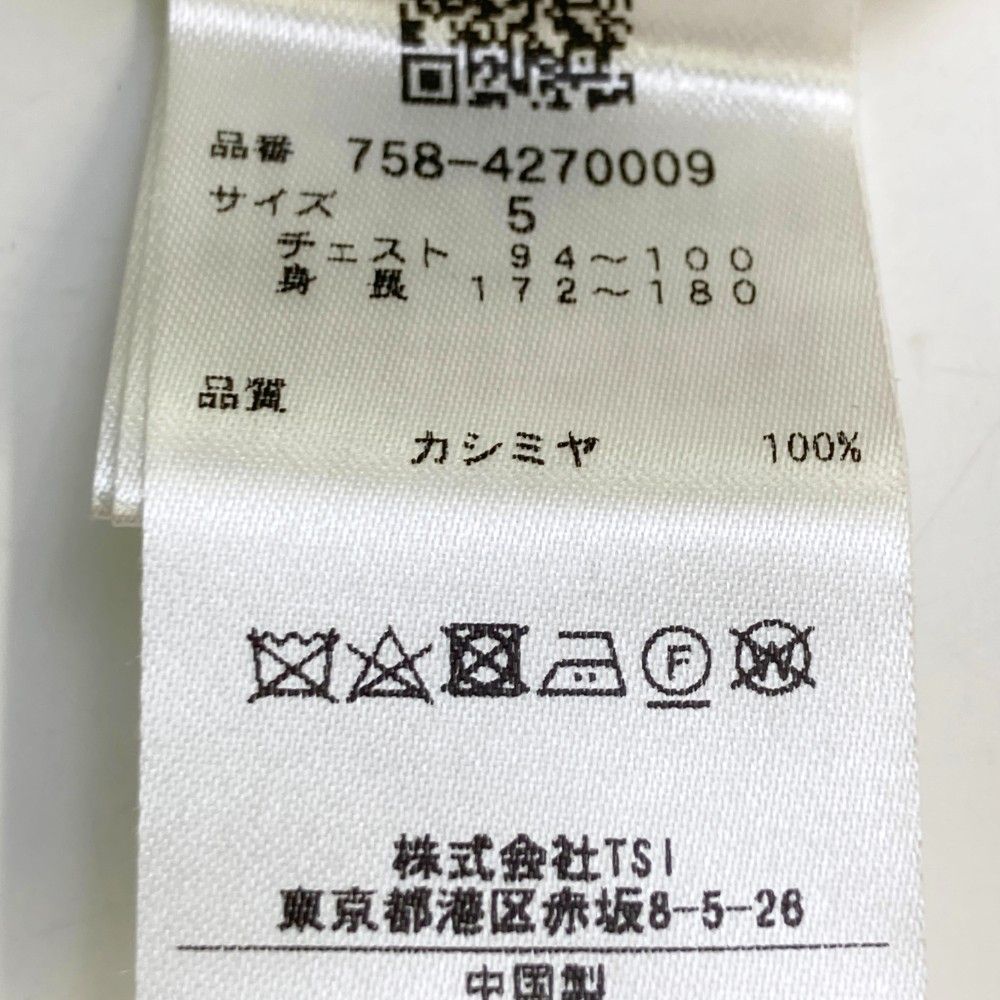 品番 758-4270009
サイズ 5
チェスト 94～100
身長 172～180
品質
カシミヤ 100%
F
W
株式会社TSI
東京都港区赤坂8-5-26
中国製